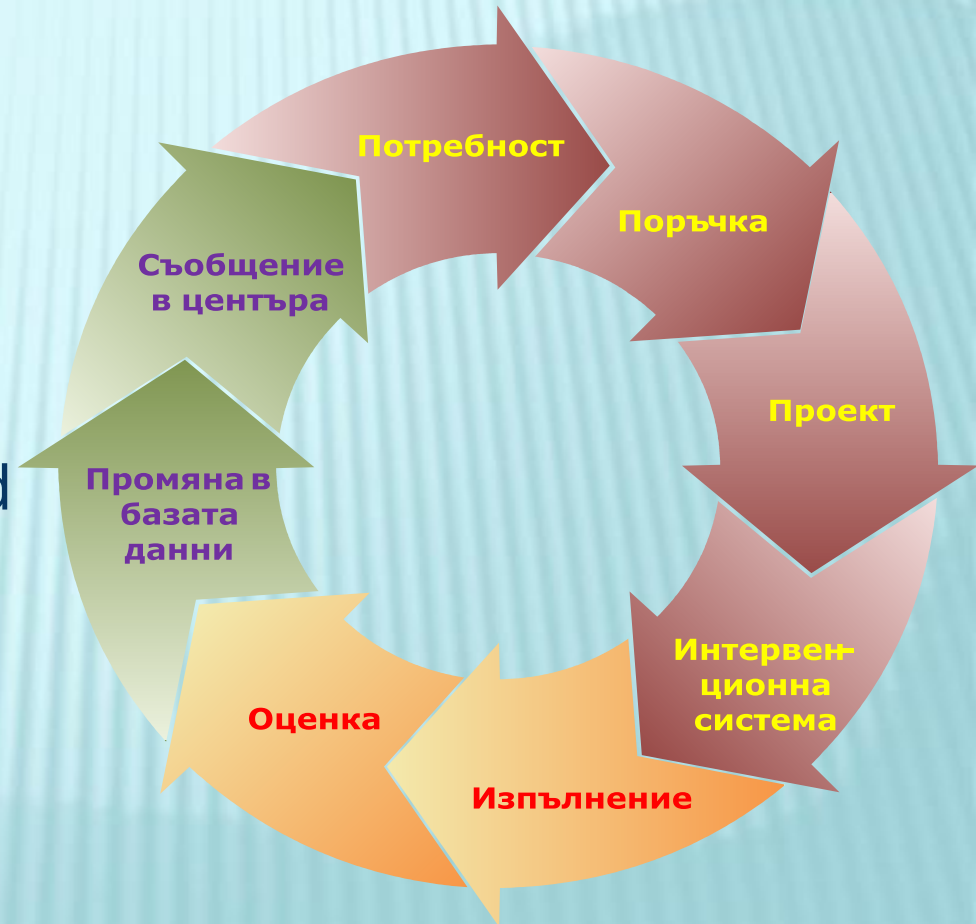 Потребност
Поръчка
Проект
Интервен-
ционна
система
Изпълнение
Оценка
Промяна в
базата
данни
Съобщение
в центъра
d